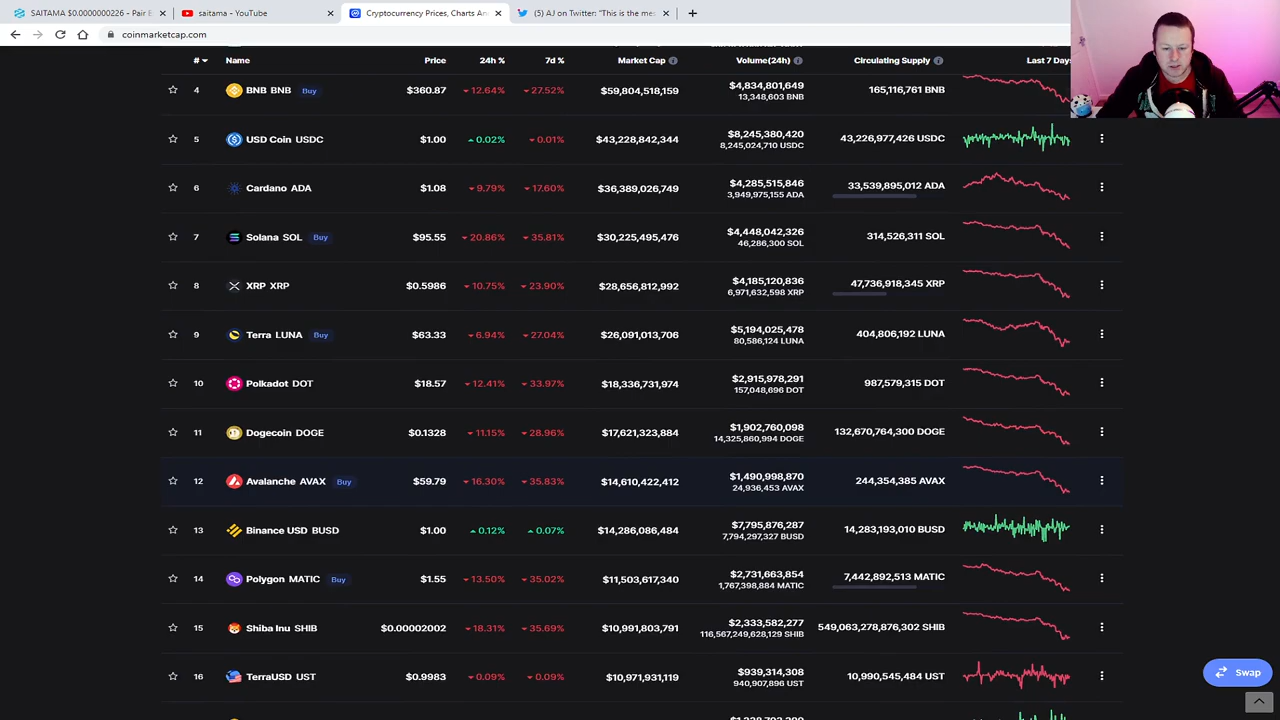 SAITAMA $0.0000000226 - Pair E
saitama - YouTube
Cryptocurrency Prices, Charts An
(5) AJ on Twitter: "This is the me
coinmarketcap.com
# Name Price 24h % 7d % Market Cap Volume(24h) Circulating Supply Last 7 Days
4 BNB BNB Buy $360.87 12.64% 27.52% $59,804,518,159 $4,834,801,649 165,116,761 BNB
13,348,603 BNB
5 USD Coin USDC $1.00 0.02% 0.01% $43,228,842,344 $8,245,380,420 43,226,977,426 USDC
8,245,024,710 USDC
6 Cardano ADA $1.08 9.79% 17.60% $36,389,026,749 $4,285,515,846 33,539,895,012 ADA
3,949,975,155 ADA
7 Solana SOL Buy $95.55 20.86% 35.81% $30,225,495,476 $4,448,042,326 314,526,311 SOL
46,286,300 SOL
8 XRP XRP $0.5986 10.75% 23.90% $28,656,812,992 $4,185,120,836 47,736,918,345 XRP
6,971,632,598 XRP
9 Terra LUNA Buy $63.33 6.94% 27.04% $26,091,013,706 $5,194,025,478 404,806,192 LUNA
80,586,124 LUNA
10 Polkadot DOT $18.57 12.41% 33.97% $18,336,731,974 $2,915,978,291 987,579,315 DOT
157,048,696 DOT
11 Dogecoin DOGE $0.1328 11.15% 28.96% $17,621,323,884 $1,902,760,098 132,670,764,300 DOGE
14,325,860,994 DOGE
12 Avalanche AVAX Buy $59.79 16.30% 35.83% $14,610,422,412 $1,490,998,870 244,354,385 AVAX
24,936,453 AVAX
13 Binance USD BUSD $1.00 0.12% 0.07% $14,286,086,484 $7,795,876,287 14,283,193,010 BUSD
7,794,297,327 BUSD
14 Polygon MATIC Buy $1.55 13.50% 35.02% $11,503,617,340 $2,731,663,854 7,442,892,513 MATIC
1,767,398,884 MATIC
15 Shiba Inu SHIB $0.00002002 18.31% 35.69% $10,991,803,791 $2,333,582,277 549,063,278,876,302 SHIB
116,567,249,628,129 SHIB
16 TerraUSD UST $0.9983 0.09% 0.09% $10,971,931,119 $939,314,308 10,990,545,484 UST
940,907,896 UST
Swap